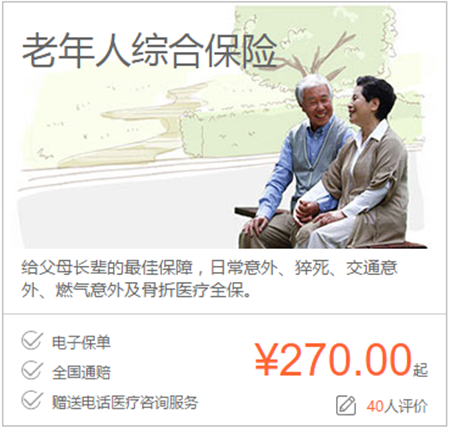 老年人综合保险
给父母长辈的最佳保障，日常意外、猝死、交通意
外、燃气意外及骨折医疗全保。
电子保单
全国通赔
赠送电话医疗咨询服务
¥270.00起
40人评价